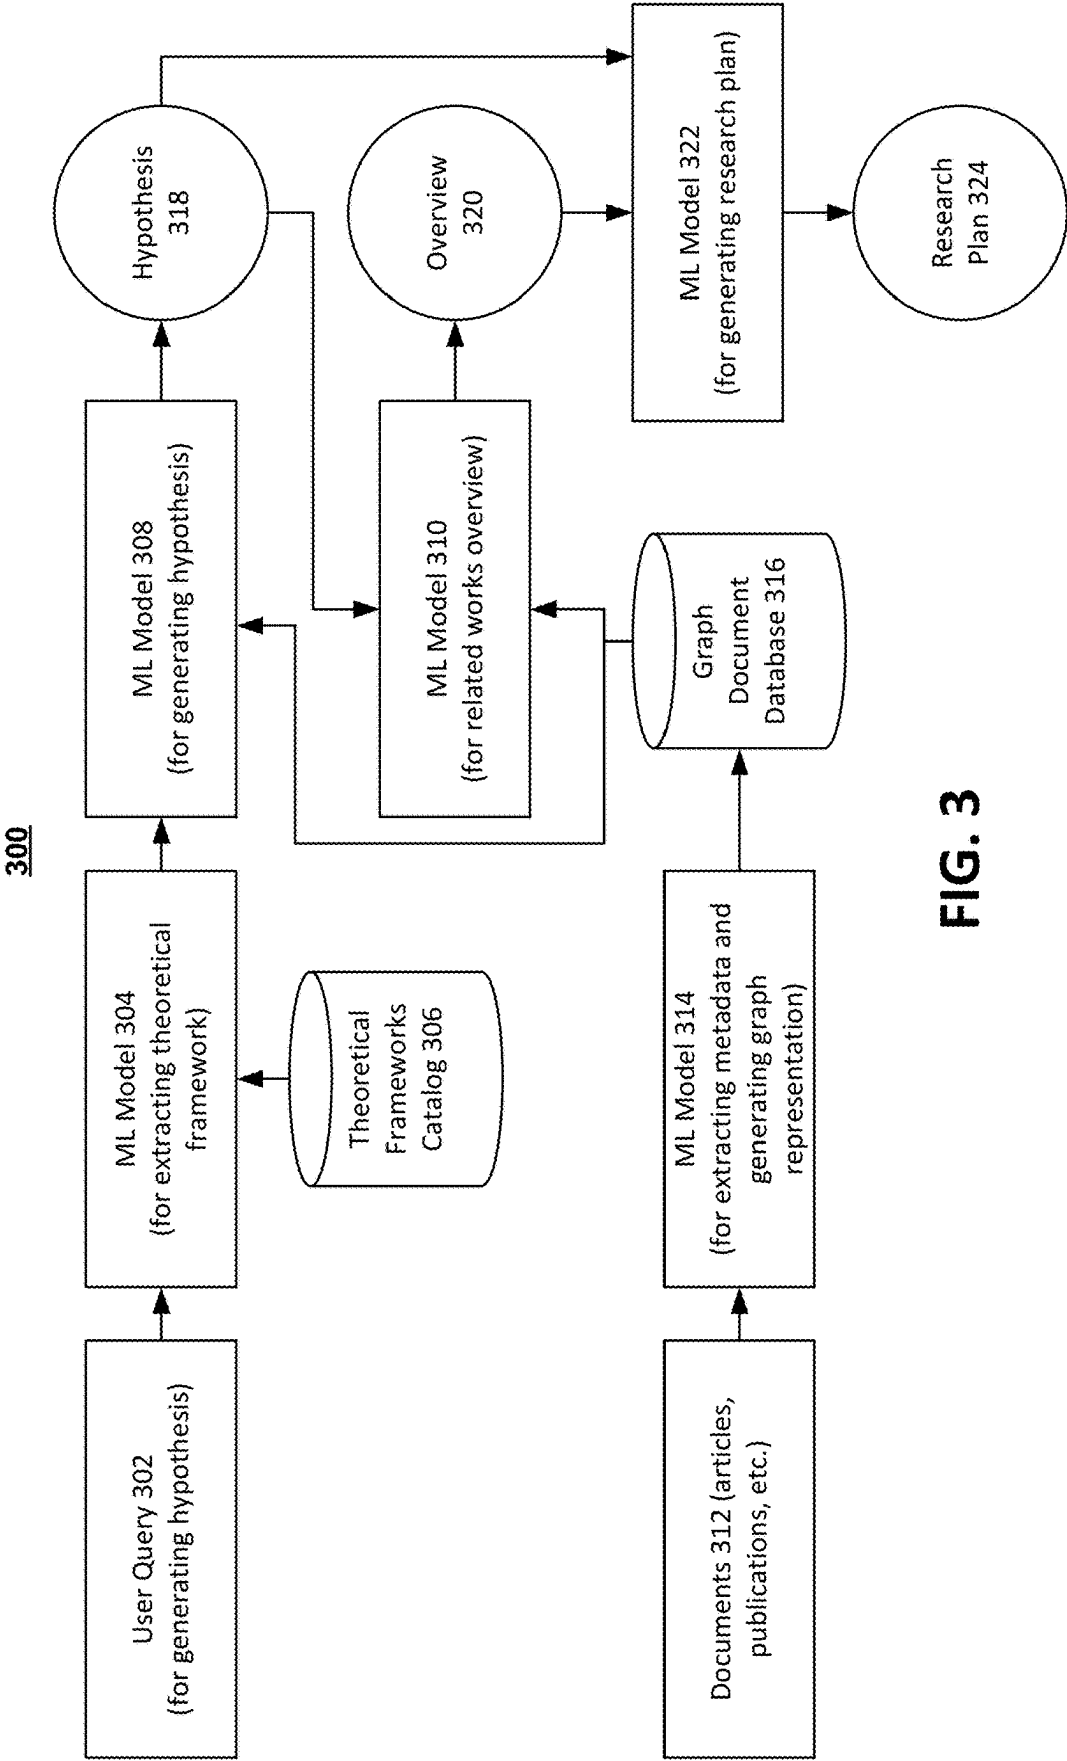 300
User Query 302
(for generating hypothesis)
ML Model 304
(for extracting theoretical
framework)
ML Model 308
(for generating hypothesis)
Hypothesis
318
Theoretical
Frameworks
Catalog 306
ML Model 310
(for related works overview)
Overview
320
Documents 312 (articles,
publications, etc.)
ML Model 314
(for extracting metadata and
generating graph
representation)
Graph
Document
Database 316
ML Model 322
(for generating research plan)
Research
Plan 324
FIG. 3